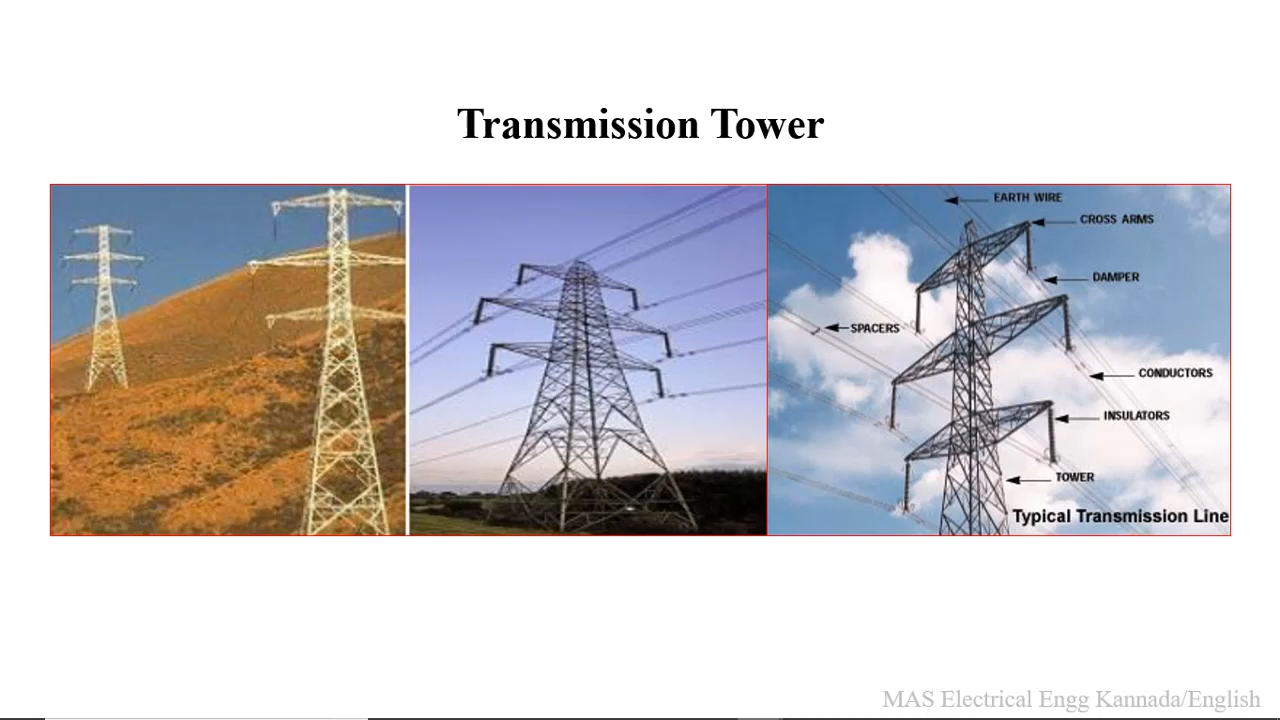 Transmission Tower
EARTH WIRE
CROSS ARMS
DAMPER
SPACERS
CONDUCTORS
INSULATORS
TOWER
Typical Transmission Line
MAS Electrical Engg Kannada/English